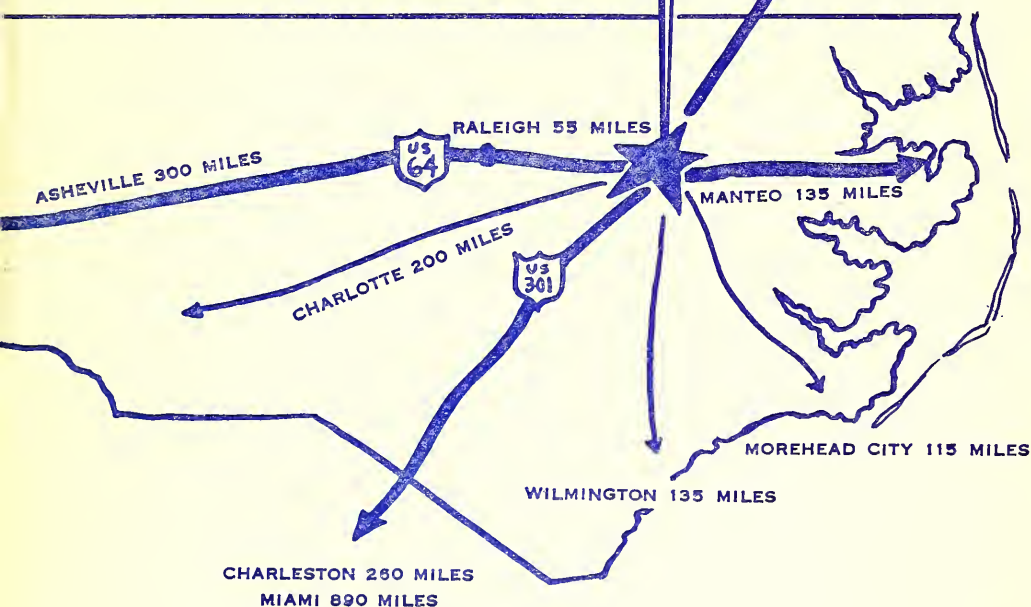 RALEIGH 55 MILES
US
64
ASHEVILLE 300 MILES
MANTEO 135 MILES
CHARLOTTE 200 MILES
US
301
MOREHEAD CITY 115 MILES
WILMINGTON 135 MILES
CHARLESTON 260 MILES
MIAMI 890 MILES